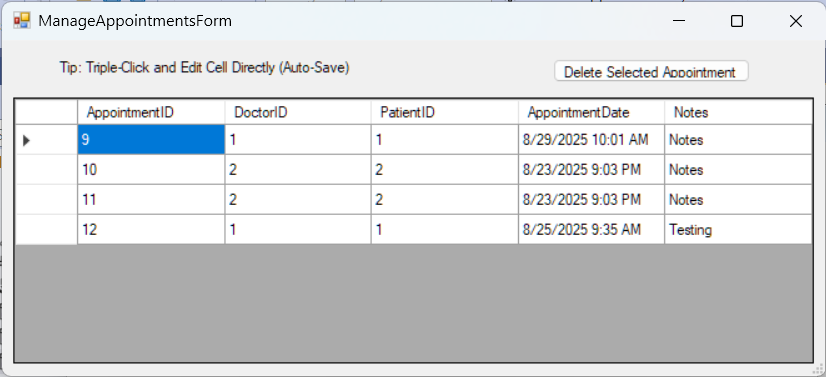 ManageAppointmentsForm
Tip: Triple-Click and Edit Cell Directly (Auto-Save)
Delete Selected Appointment
AppointmentID DoctorID PatientID AppointmentDate Notes
9 1 1 8/29/2025 10:01 AM Notes
10 2 2 8/23/2025 9:03 PM Notes
11 2 2 8/23/2025 9:03 PM Notes
12 1 1 8/25/2025 9:35 AM Testing